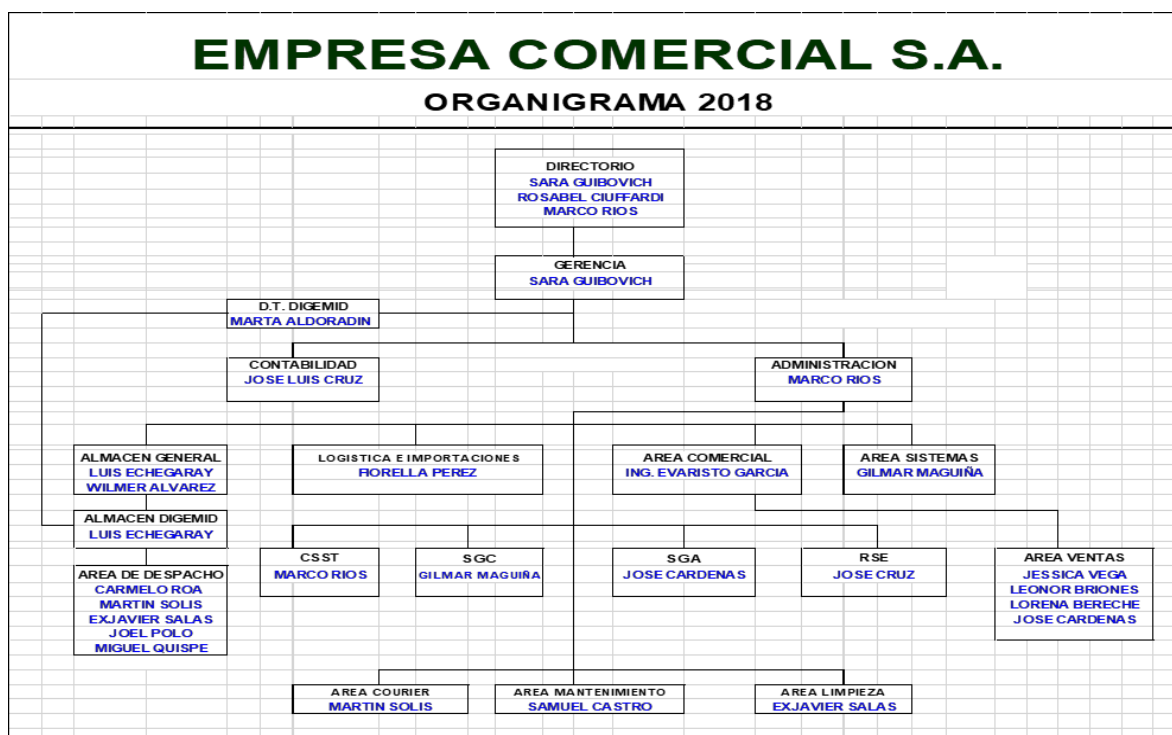 EMPRESA COMERCIAL S.A.
ORGANIGRAMA 2018
DIRECTORIO
SARA GUIBOVICH
ROSABEL CIUFFARDI
MARCO RIOS
GERENCIA
SARA GUIBOVICH
D.T. DIGEMID
MARTA ALDORADIN
CONTABILIDAD
JOSE LUIS CRUZ
ADMINISTRACION
MARCO RIOS
ALMACEN GENERAL
LUIS ECHEGARAY
WILMER ALVAREZ
LOGISTICA E IMPORTACIONES
FIORELLA PEREZ
AREA COMERCIAL
ING. EVARISTO GARCIA
AREA SISTEMAS
GILMAR MAGUIÑA
ALMACEN DIGEMID
LUIS ECHEGARAY
AREA DE DESPACHO
CARMELO ROA
MARTIN SOLIS
EXJAVIER SALAS
JOEL POLO
MIGUEL QUISPE
CSST
MARCO RIOS
SGC
GILMAR MAGUIÑA
SGA
JOSE CARDENAS
RSE
JOSE CRUZ
AREA VENTAS
JESSICA VEGA
LEONOR BRIONES
LORENA BERECHE
JOSE CARDENAS
AREA COURIER
MARTIN SOLIS
AREA MANTENIMIENTO
SAMUEL CASTRO
AREA LIMPIEZA
EXJAVIER SALAS